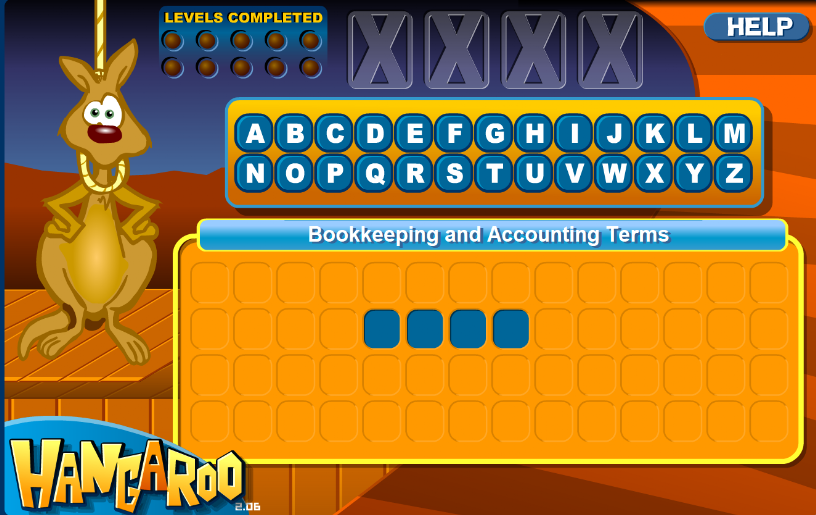 LEVELS COMPLETED
X X X X
HELP
A B C D E F G H I J K L M
N O P Q R S T U V W X Y Z
Bookkeeping and Accounting Terms
HANGAROO
2.06